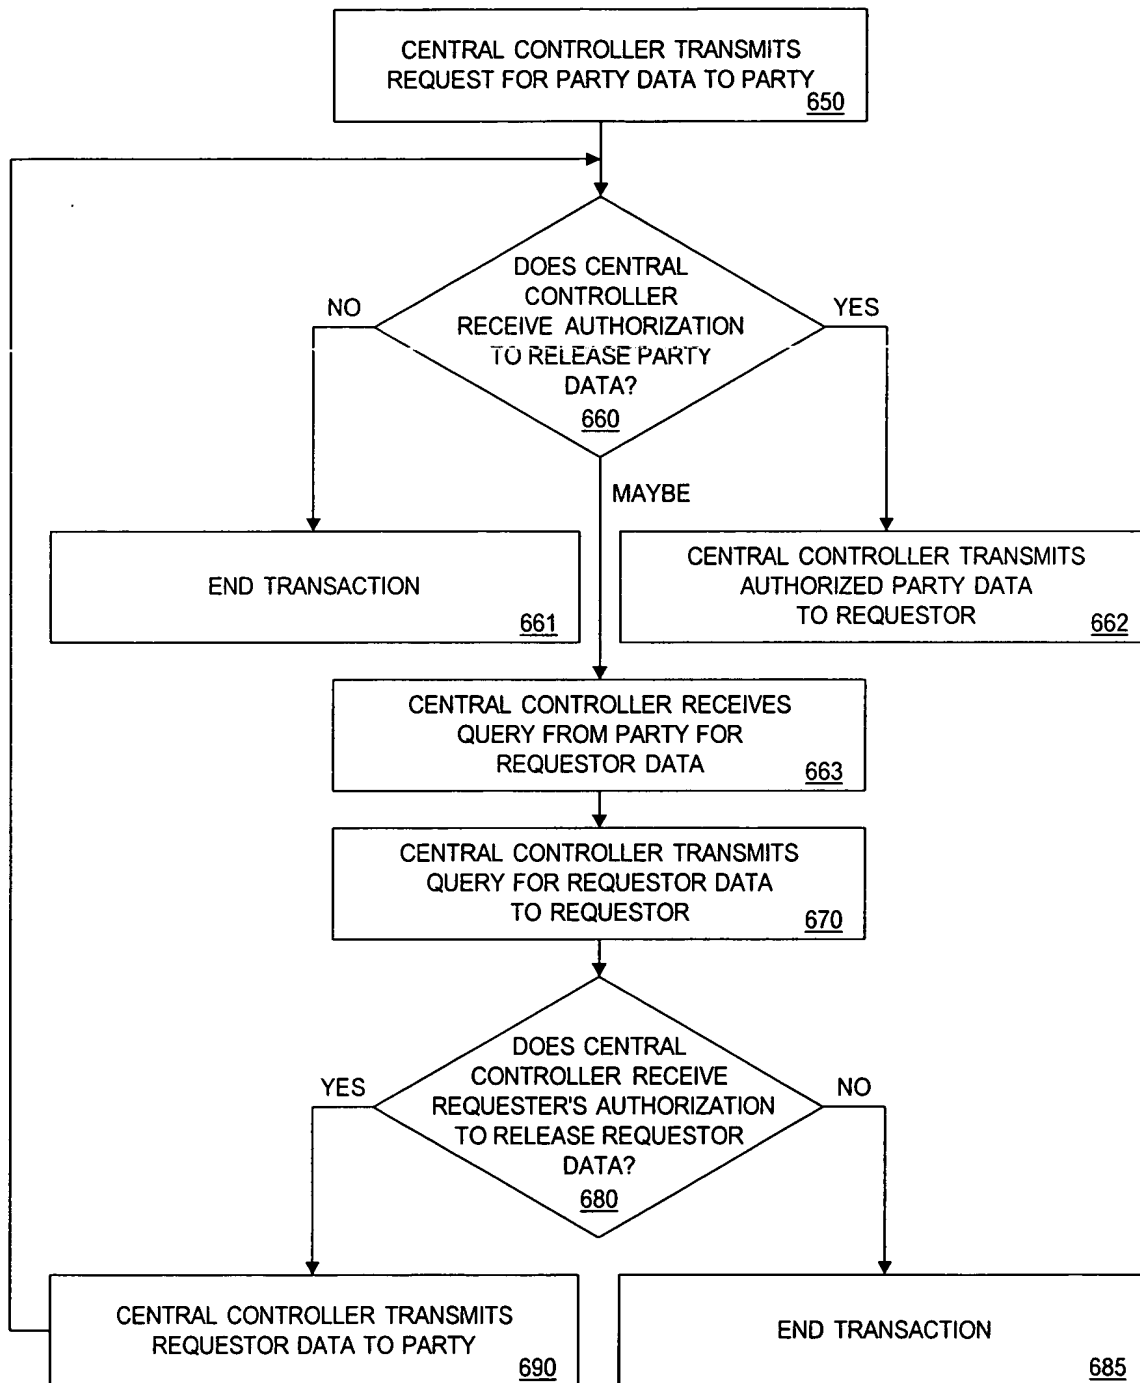 CENTRAL CONTROLLER TRANSMITS
REQUEST FOR PARTY DATA TO PARTY
650
DOES CENTRAL
CONTROLLER
RECEIVE AUTHORIZATION
TO RELEASE PARTY
DATA?
660
NO
YES
MAYBE
END TRANSACTION
661
CENTRAL CONTROLLER TRANSMITS
AUTHORIZED PARTY DATA
TO REQUESTOR
662
CENTRAL CONTROLLER RECEIVES
QUERY FROM PARTY FOR
REQUESTOR DATA
663
CENTRAL CONTROLLER TRANSMITS
QUERY FOR REQUESTOR DATA
TO REQUESTOR
670
DOES CENTRAL
CONTROLLER RECEIVE
REQUESTER'S AUTHORIZATION
TO RELEASE REQUESTOR
DATA?
680
YES
NO
CENTRAL CONTROLLER TRANSMITS
REQUESTOR DATA TO PARTY
690
END TRANSACTION
685